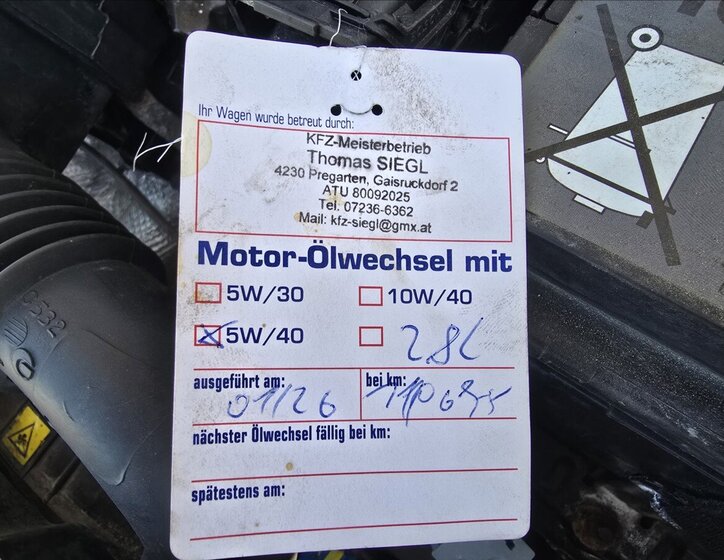 Ihr Wagen wurde betreut durch:
KFZ-Meisterbetrieb
Thomas SIEGL
4230 Pregarten, Gaisruckdorf 2
ATU 80092025
Tel. 07236-6362
Mail: kfz-siegl@gmx.at
Motor-Ölwechsel mit
5W/30 10W/40
5W/40 2,8L
ausgeführt am: 01/26 bei km:
nächster Ölwechsel fällig bei km:
spätestens am: